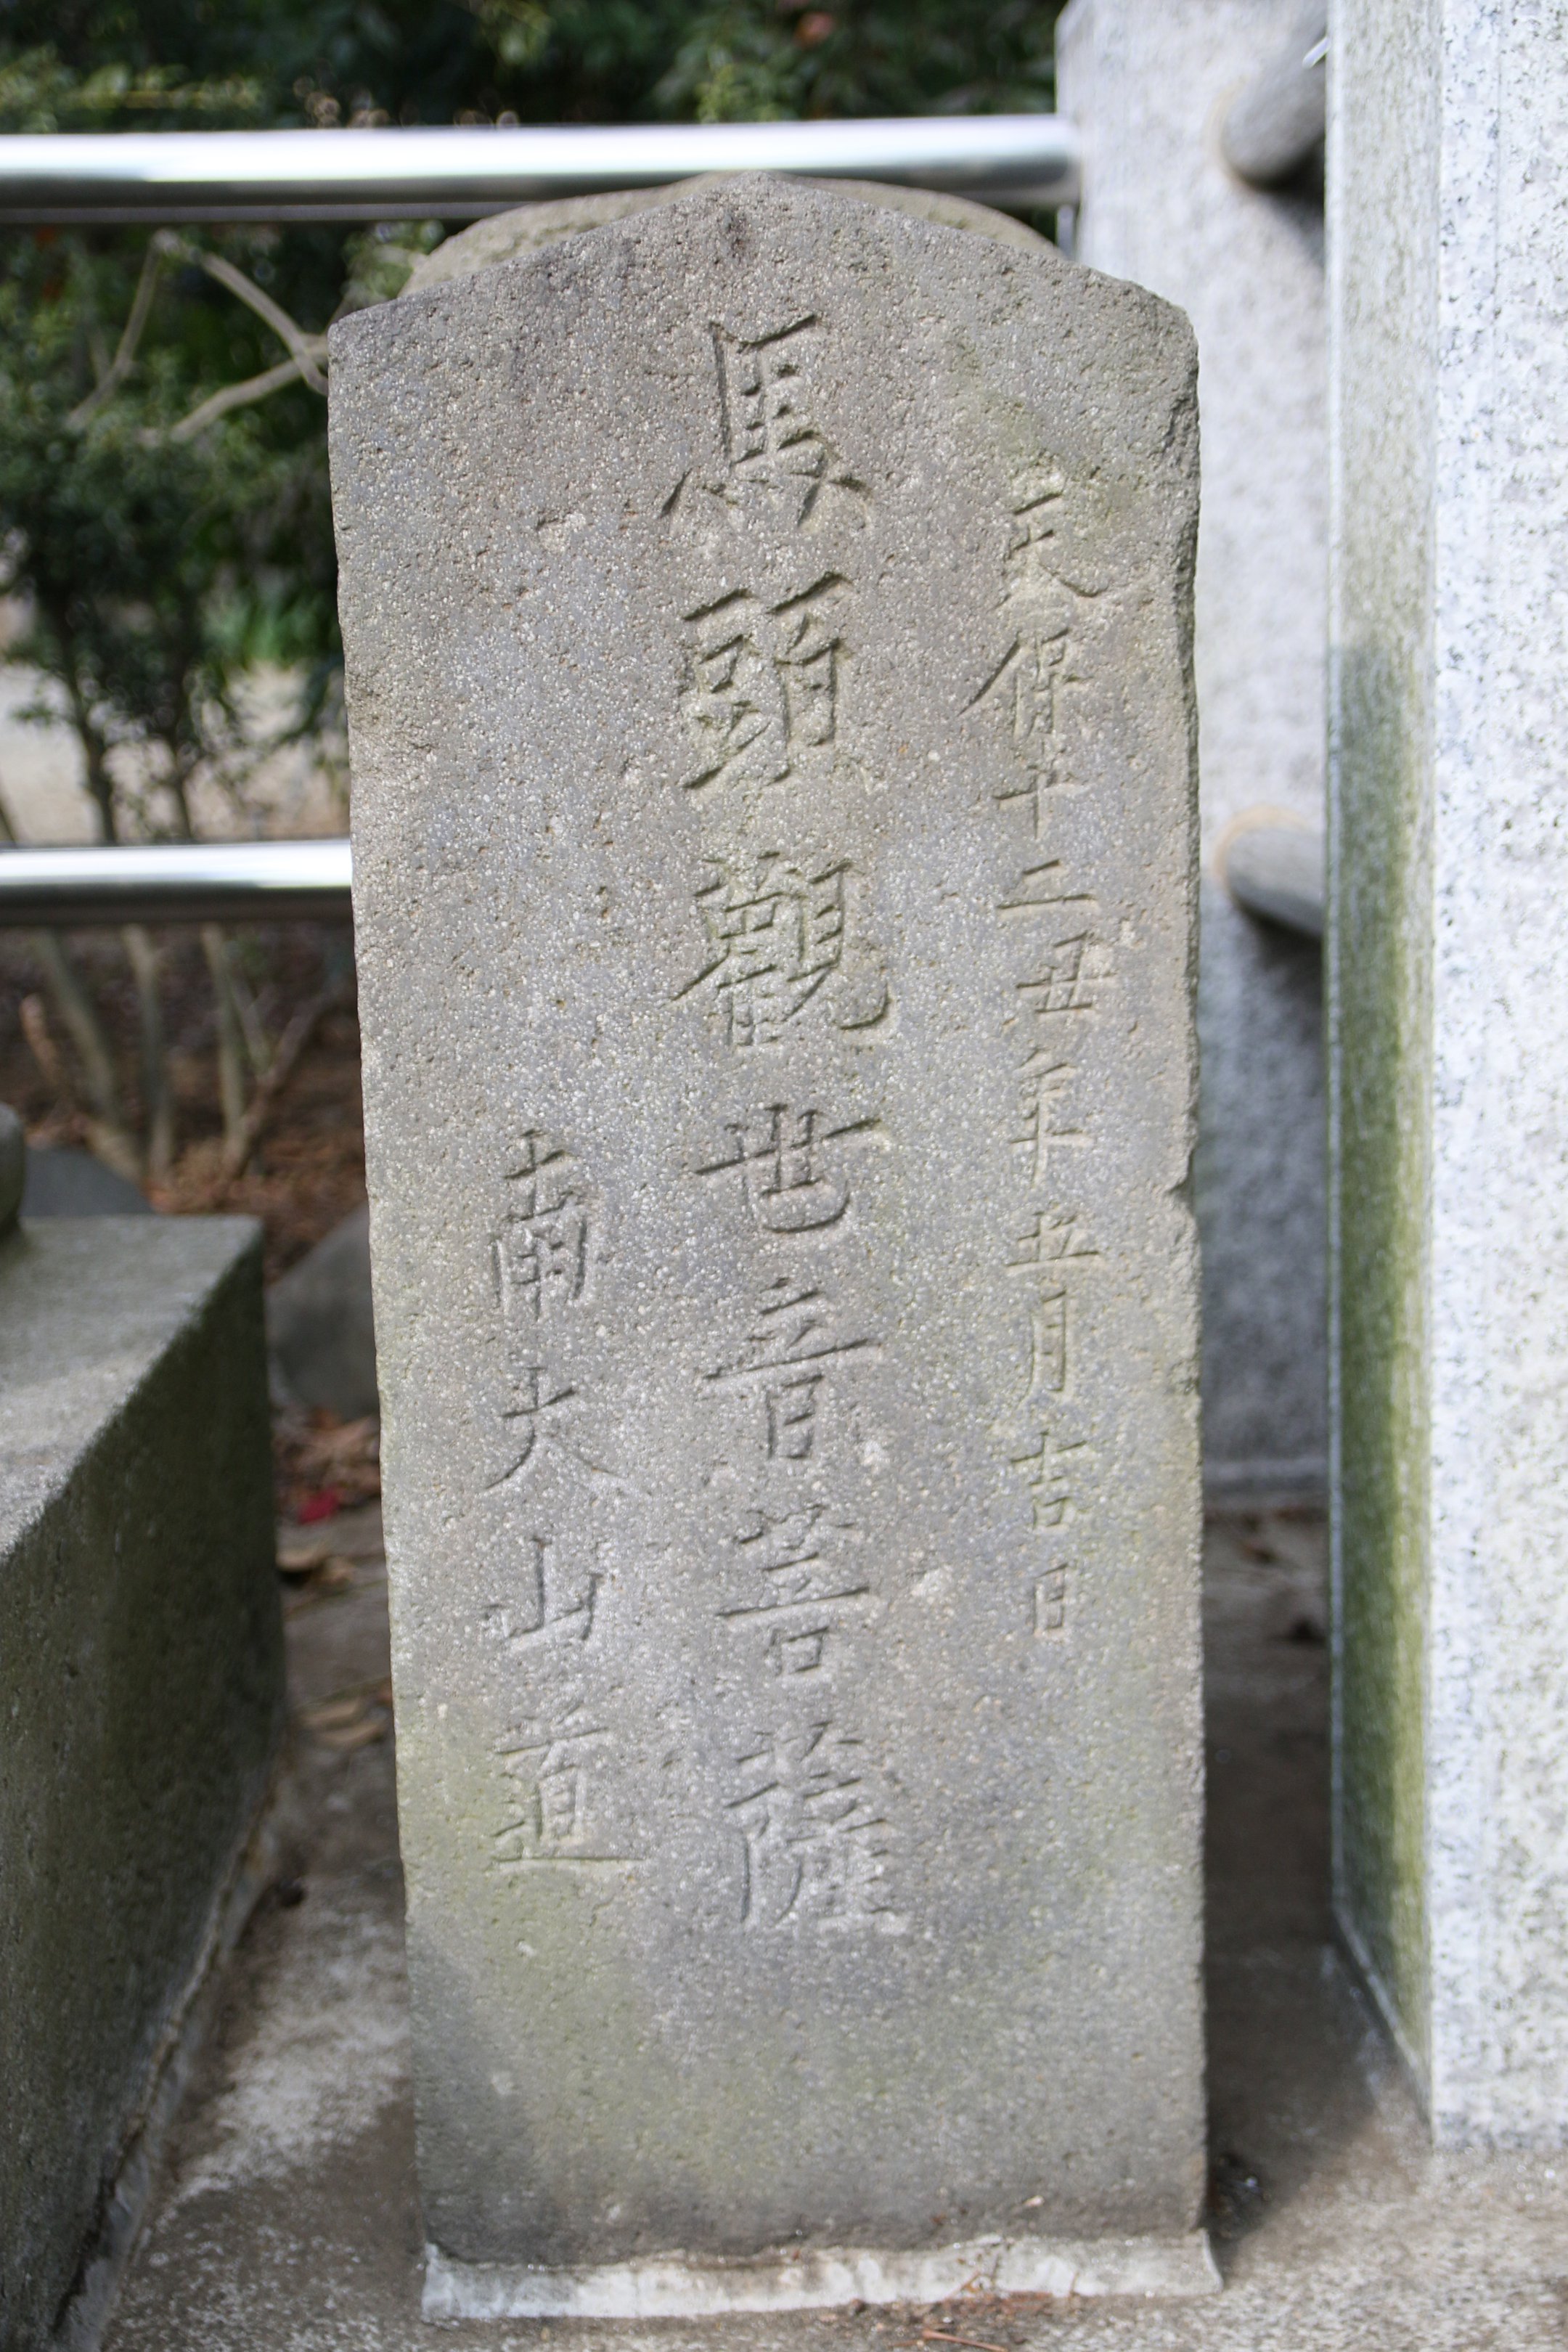 天保十二丑年五月吉日
馬頭觀世音菩薩
南大山道